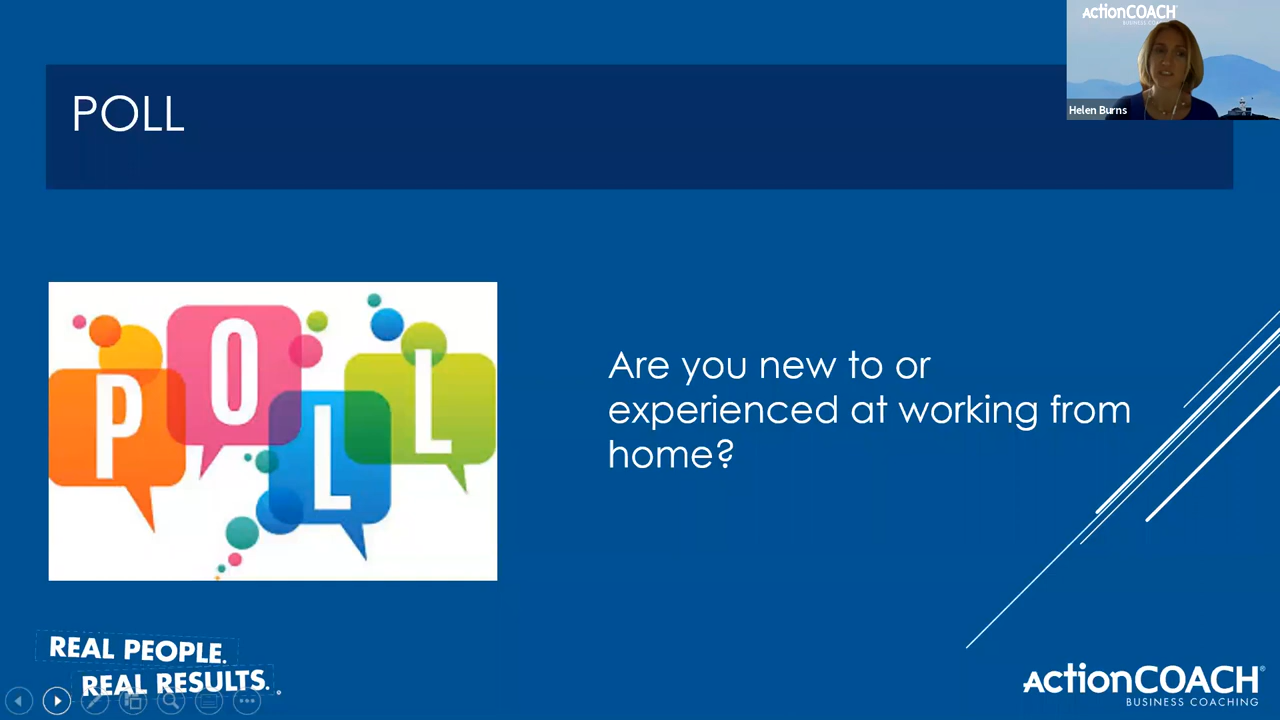 actionCOACH
BUSINESS
Helen Burns
POLL
POLL
Are you new to or
experienced at working from
home?
REAL PEOPLE.
REAL RESULTS.
actionCOACH®
BUSINESS COACHING